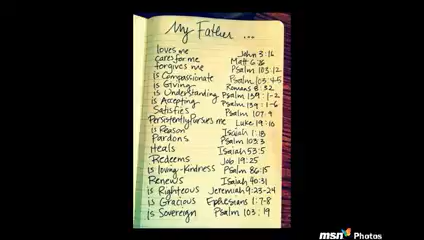 My Father ...
loves me John 3:16
cares for me Matt 6:26
forgives me Psalm 103:12
is Compassionate Psalm 103:4-5
is Giving Romans 8:32
is Understanding Psalm 139:1-2
is Accepting Psalm 139:1-6
Satisfies Psalm 107:9
Persistently Pursues me Luke 19:10
is Reason Isaiah 1:18
Pardons Psalm 103:3
Heals Isaiah 53:5
Redeems Job 19:25
is loving-kindness Psalm 86:15
Renews Isaiah 40:31
is Righteous Jeremiah 9:23-24
is Gracious Ephesians 1:7-8
is Sovereign Psalm 103:19
msn Photos